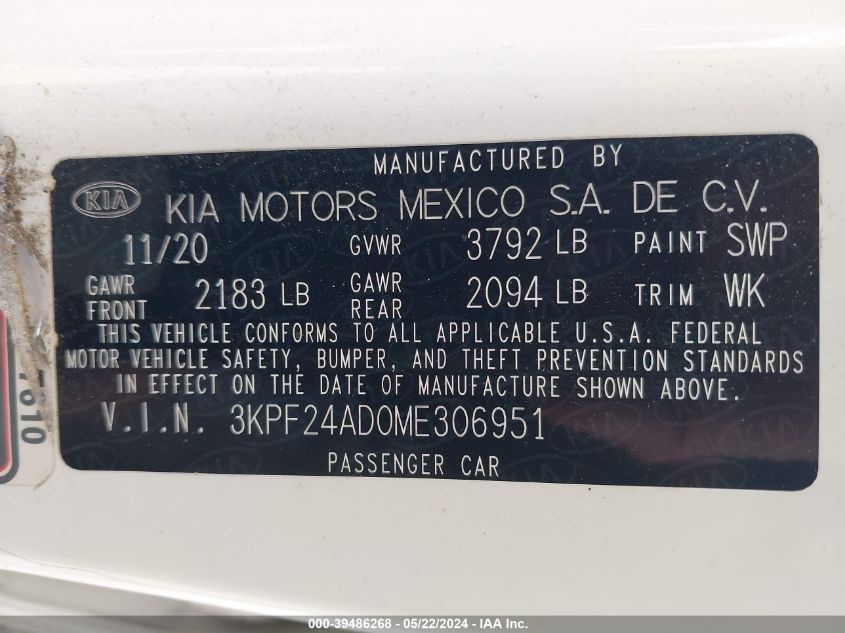 MANUFACTURED BY
KIA KIA MOTORS MEXICO S.A. DE C.V.
11/20 GVWR 3792 LB PAINT SWP
GAWR FRONT 2183 LB GAWR REAR 2094 LB TRIM WK
THIS VEHICLE CONFORMS TO ALL APPLICABLE U.S.A. FEDERAL
MOTOR VEHICLE SAFETY, BUMPER, AND THEFT PREVENTION STANDARDS
IN EFFECT ON THE DATE OF MANUFACTURE SHOWN ABOVE.
V.I.N. 3KPF24AD0ME306951
PASSENGER CAR
7610
000-39486268 - 05/22/2024 - IAA Inc.